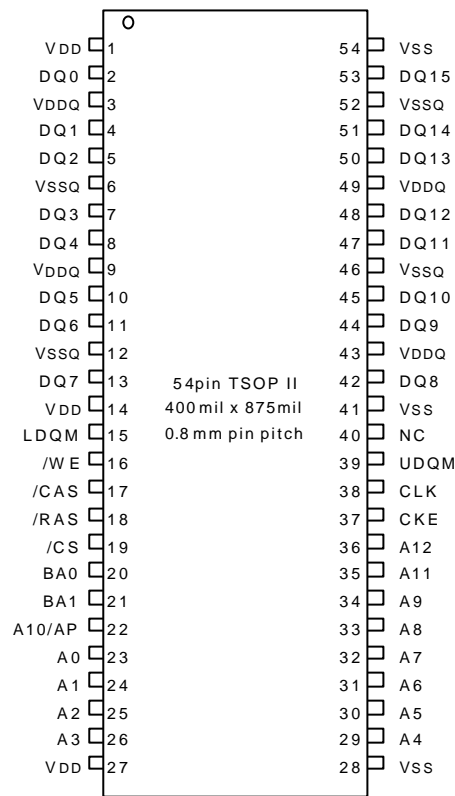 VDD 1 54 VSS
DQ0 2 53 DQ15
VDDQ 3 52 VSSQ
DQ1 4 51 DQ14
DQ2 5 50 DQ13
VSSQ 6 49 VDDQ
DQ3 7 48 DQ12
DQ4 8 47 DQ11
VDDQ 9 46 VSSQ
DQ5 10 45 DQ10
DQ6 11 44 DQ9
VSSQ 12 43 VDDQ
DQ7 13 54pin TSOP II 42 DQ8
VDD 14 400mil x 875mil 41 VSS
LDQM 15 0.8mm pin pitch 40 NC
/WE 16 39 UDQM
/CAS 17 38 CLK
/RAS 18 37 CKE
/CS 19 36 A12
BA0 20 35 A11
BA1 21 34 A9
A10/AP 22 33 A8
A0 23 32 A7
A1 24 31 A6
A2 25 30 A5
A3 26 29 A4
VDD 27 28 VSS